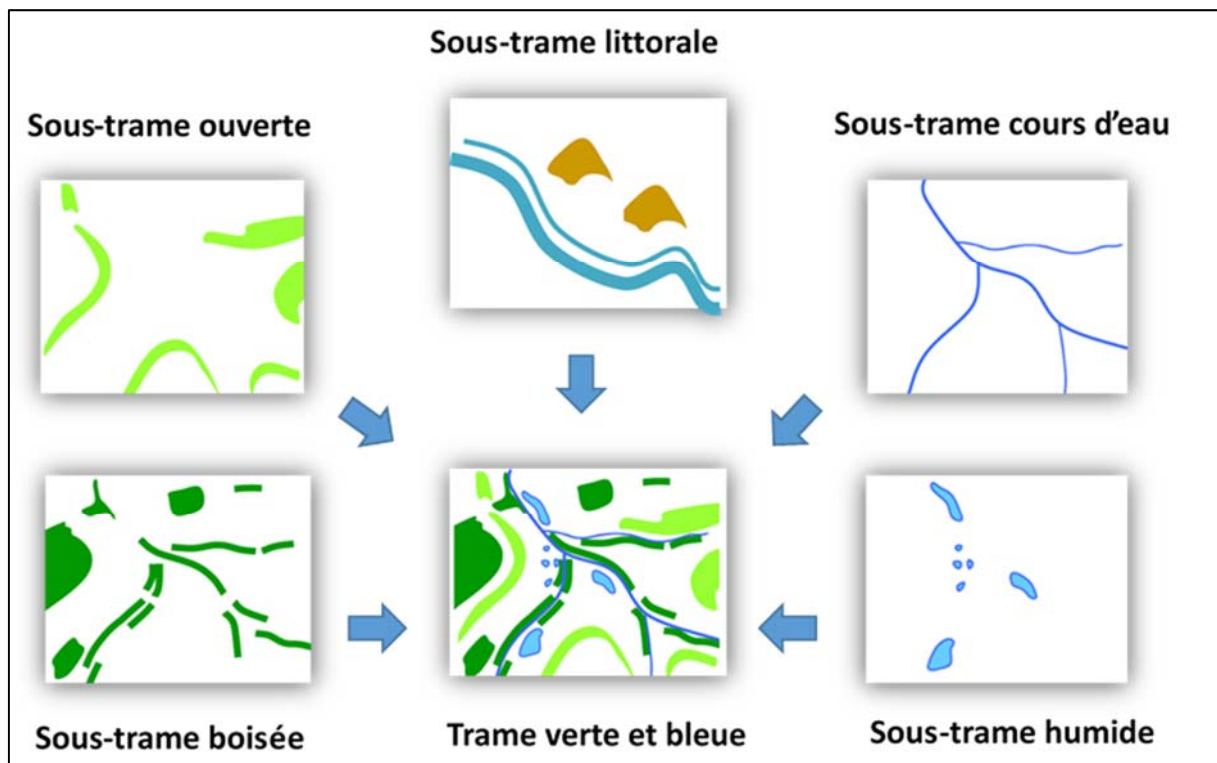 Sous-trame littorale
Sous-trame ouverte
Sous-trame cours d'eau
Sous-trame boisée
Trame verte et bleue
Sous-trame humide